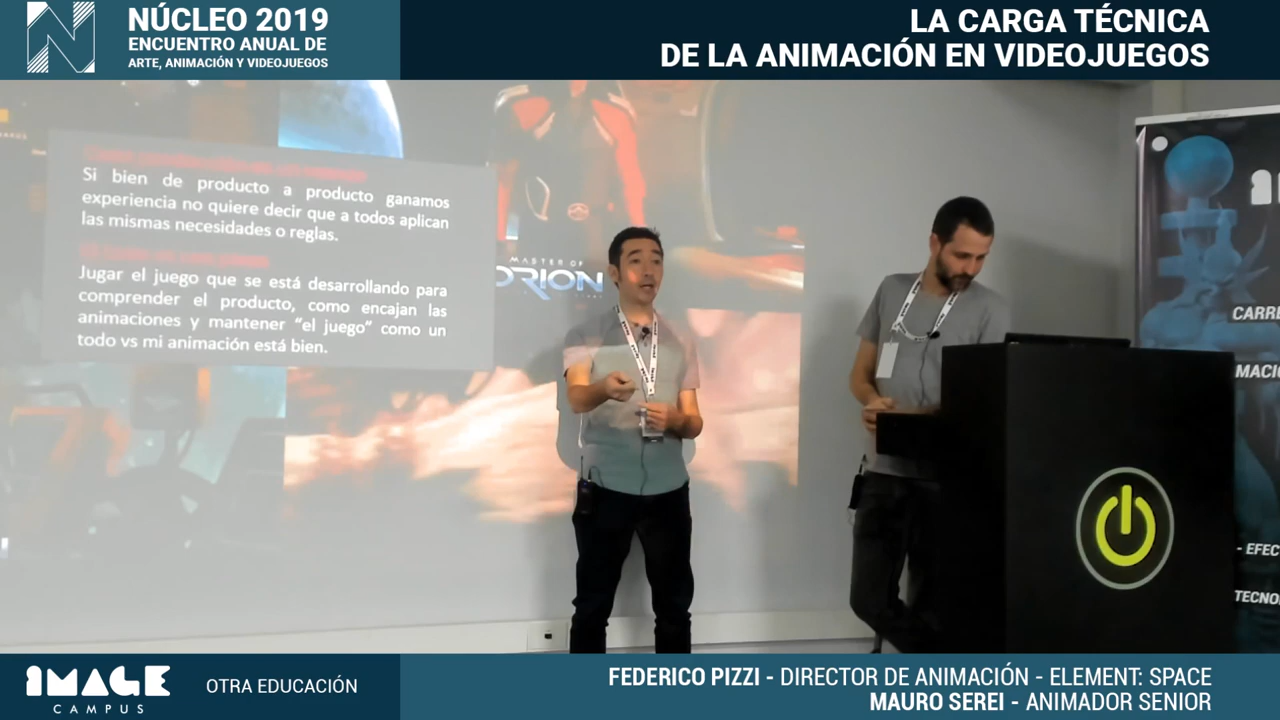 NÚCLEO 2019
ENCUENTRO ANUAL DE
ARTE, ANIMACIÓN Y VIDEOJUEGOS
LA CARGA TÉCNICA
DE LA ANIMACIÓN EN VIDEOJUEGOS
Si bien de producto a producto ganamos
experiencia no quiere decir que a todos aplican
las mismas necesidades o reglas.
Jugar el juego que se está desarrollando para
comprender el producto, como encajan las
animaciones y mantener “el juego” como un
todo vs mi animación está bien.
MASTER OF
ORION
CARRE
MACIÓ
- EFEC
TECNO
IMAGE
CAMPUS
OTRA EDUCACIÓN
FEDERICO PIZZI - DIRECTOR DE ANIMACIÓN - ELEMENT: SPACE
MAURO SEREI - ANIMADOR SENIOR